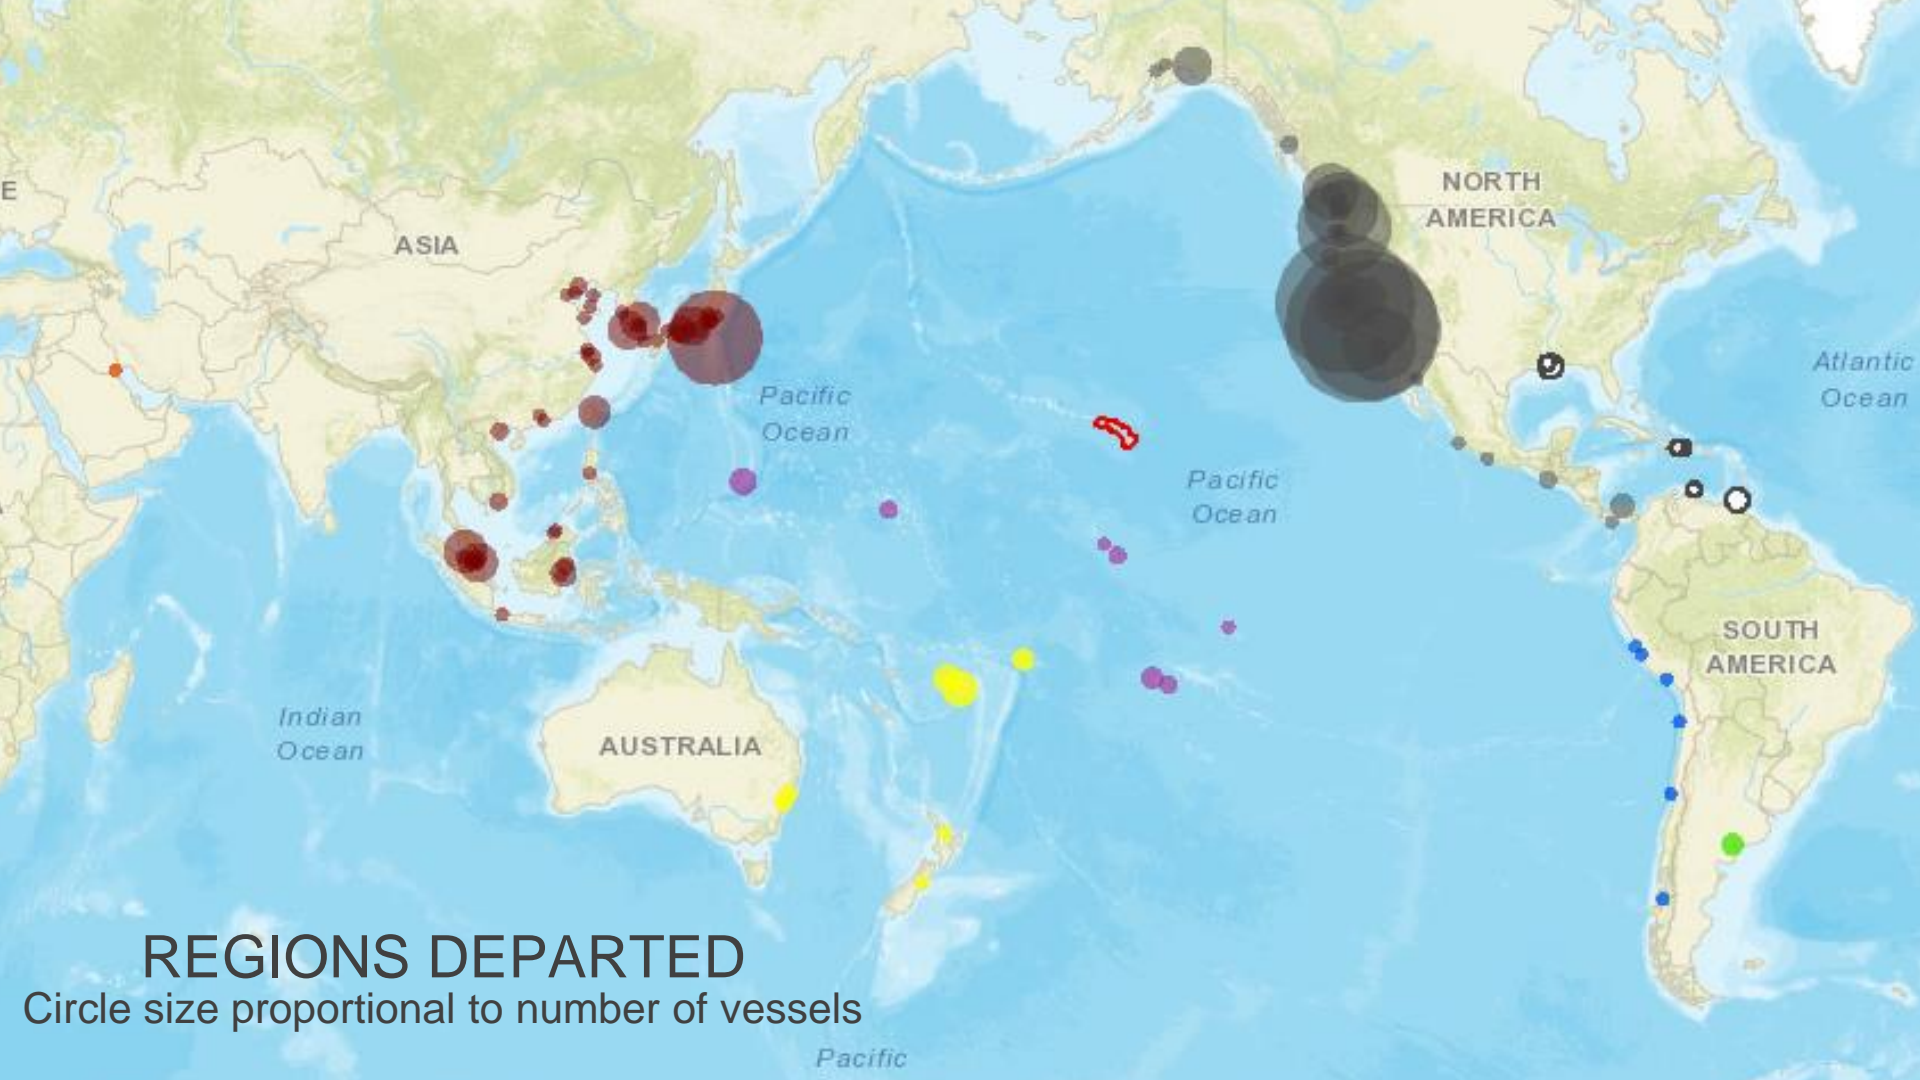 E
NORTH
AMERICA
ASIA
Atlantic
Ocean
Pacific
Ocean
Pacific
Ocean
SOUTH
AMERICA
Indian
Ocean
AUSTRALIA
REGIONS DEPARTED
Circle size proportional to number of vessels
Pacific